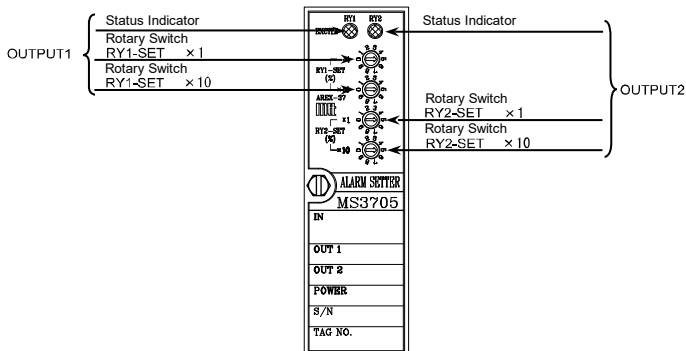 OUTPUT1
Status Indicator
Rotary Switch
RY1-SET ×1
Rotary Switch
RY1-SET ×10
RY1 RY2
RY1-SET
(%)
AREX-37
×1
RY2-SET
(%)
×10
ALARM SETTER
MS3705
IN
OUT 1
OUT 2
POWER
S/N
TAG NO.
Status Indicator
Rotary Switch
RY2-SET ×1
Rotary Switch
RY2-SET ×10
OUTPUT2